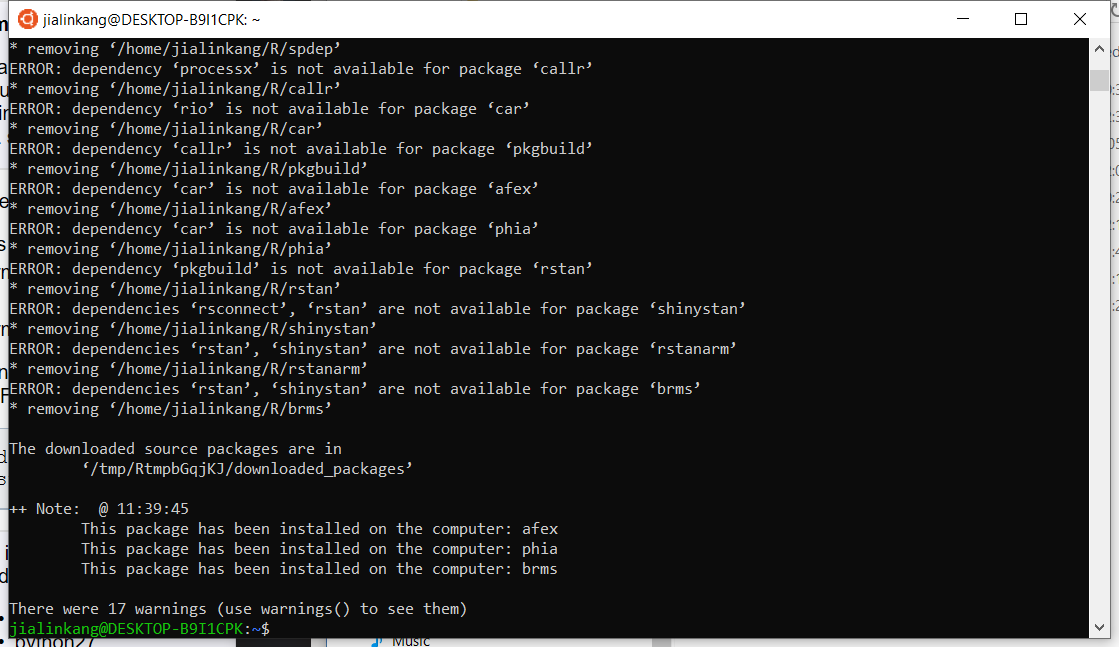 jialinkang@DESKTOP-B9I1CPK: ~
* removing ‘/home/jialinkang/R/spdep’
ERROR: dependency ‘processx’ is not available for package ‘callr’
* removing ‘/home/jialinkang/R/callr’
ERROR: dependency ‘rio’ is not available for package ‘car’
* removing ‘/home/jialinkang/R/car’
ERROR: dependency ‘callr’ is not available for package ‘pkgbuild’
* removing ‘/home/jialinkang/R/pkgbuild’
ERROR: dependency ‘car’ is not available for package ‘afex’
* removing ‘/home/jialinkang/R/afex’
ERROR: dependency ‘car’ is not available for package ‘phia’
* removing ‘/home/jialinkang/R/phia’
ERROR: dependency ‘pkgbuild’ is not available for package ‘rstan’
* removing ‘/home/jialinkang/R/rstan’
ERROR: dependencies ‘rsconnect’, ‘rstan’ are not available for package ‘shinystan’
* removing ‘/home/jialinkang/R/shinystan’
ERROR: dependencies ‘rstan’, ‘shinystan’ are not available for package ‘rstanarm’
* removing ‘/home/jialinkang/R/rstanarm’
ERROR: dependencies ‘rstan’, ‘shinystan’ are not available for package ‘brms’
* removing ‘/home/jialinkang/R/brms’
The downloaded source packages are in
‘/tmp/RtmpbGqjKJ/downloaded_packages’
++ Note:  @ 11:39:45
This package has been installed on the computer: afex
This package has been installed on the computer: phia
This package has been installed on the computer: brms
There were 17 warnings (use warnings() to see them)
jialinkang@DESKTOP-B9I1CPK:~$
python27
Music